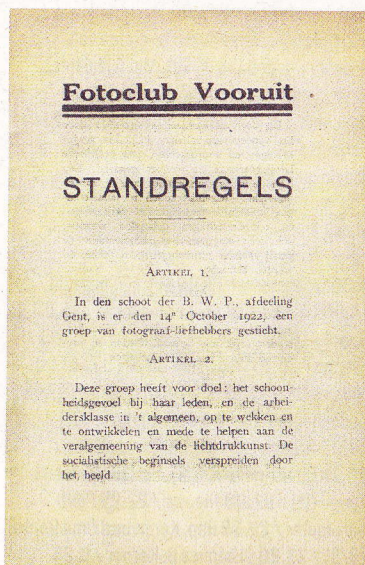 Fotoclub Vooruit
STANDREGELS
ARTIKEL 1.
In den schoot der B. W. P., afdeeling
Gent, is er den 14ⁿ October 1922, een
groep van fotograaf-liefhebbers gesticht.
ARTIKEL 2.
Deze groep heeft voor doel: het schoon-
heidsgevoel bij haar leden, en de arbei-
dersklasse in 't algemeen, op te wekken en
te ontwikkelen en mede te helpen aan de
veralgemeening van de lichtdrukkunst. De
socialistische beginsels verspreiden door
het beeld.